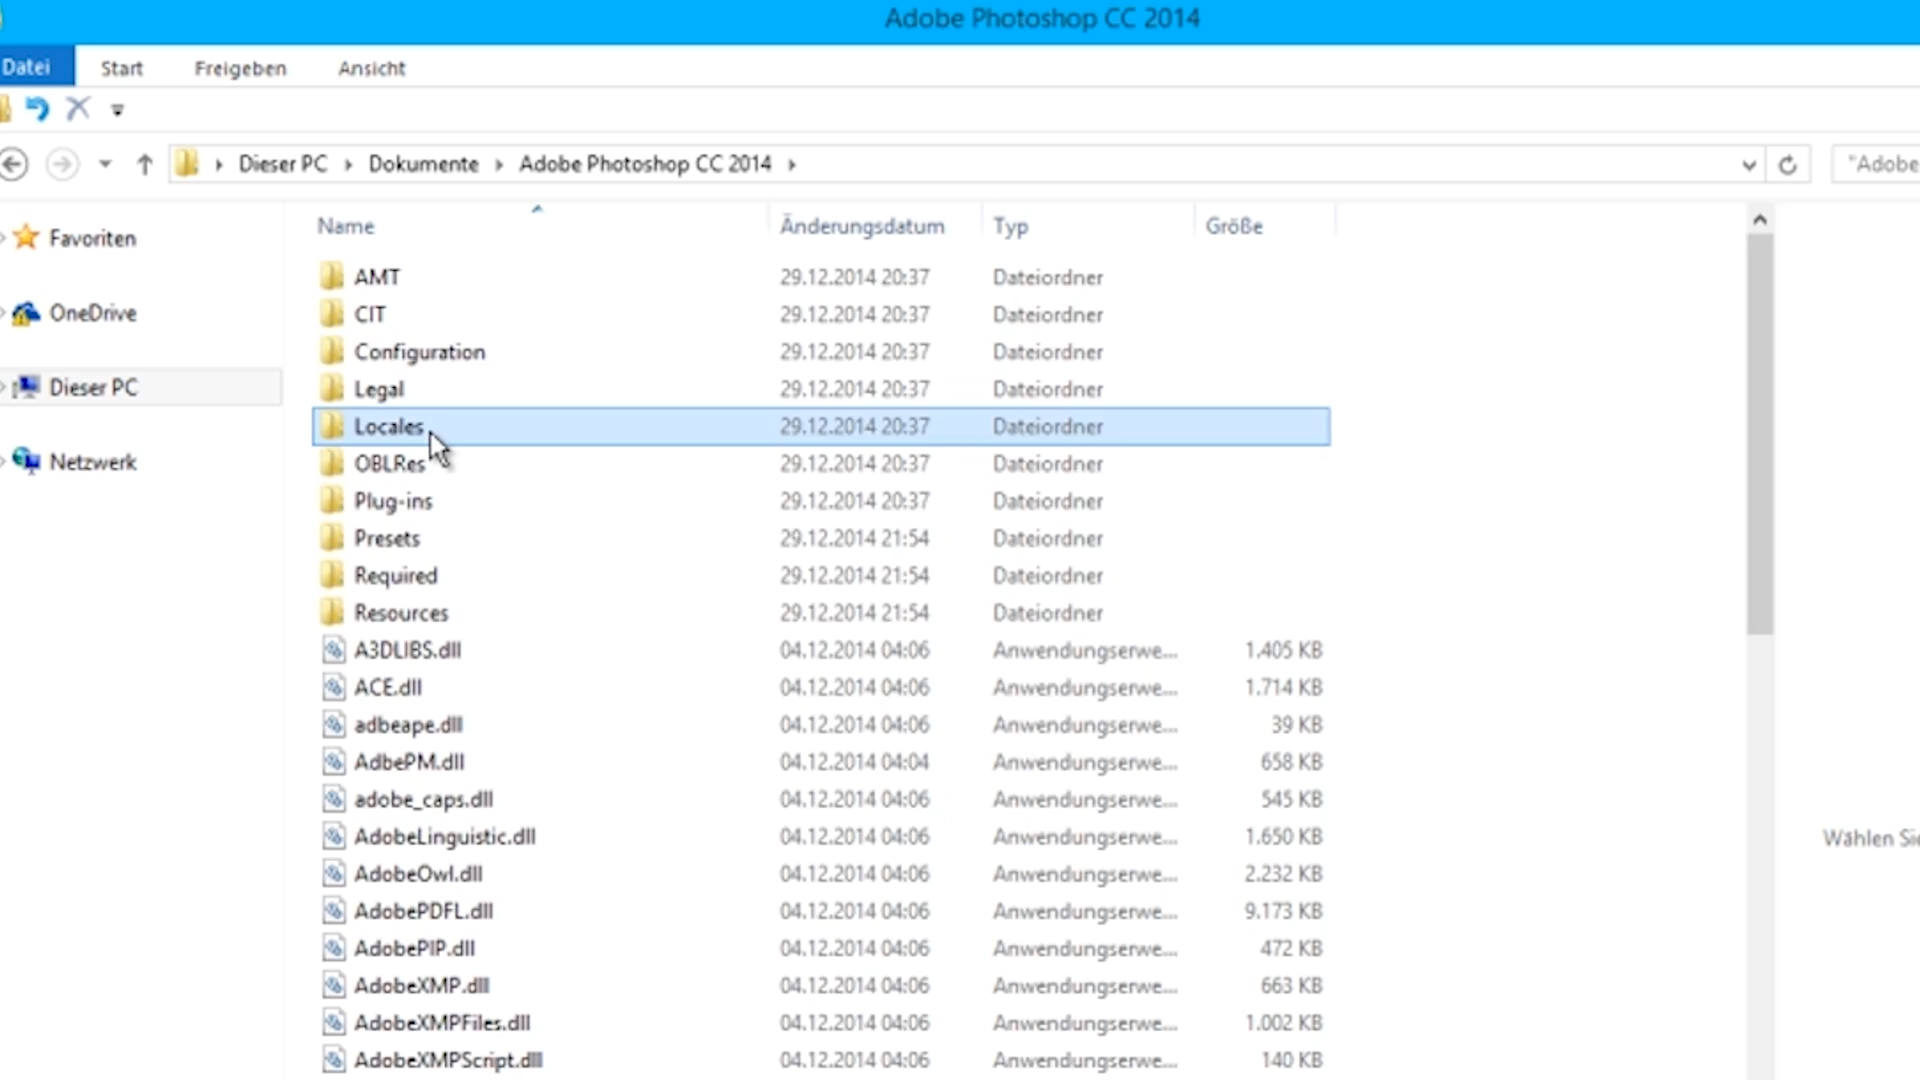 Adobe Photoshop CC 2014
Datei Start Freigeben Ansicht
Dieser PC Dokumente Adobe Photoshop CC 2014 "Adobe
Name Änderungsdatum Typ Größe
Favoriten
OneDrive
Dieser PC
Netzwerk
AMT 29.12.2014 20:37 Dateiordner
CIT 29.12.2014 20:37 Dateiordner
Configuration 29.12.2014 20:37 Dateiordner
Legal 29.12.2014 20:37 Dateiordner
Locales 29.12.2014 20:37 Dateiordner
OBLRes 29.12.2014 20:37 Dateiordner
Plug-ins 29.12.2014 20:37 Dateiordner
Presets 29.12.2014 21:54 Dateiordner
Required 29.12.2014 21:54 Dateiordner
Resources 29.12.2014 21:54 Dateiordner
A3DLIBS.dll 04.12.2014 04:06 Anwendungserwe... 1.405 KB
ACE.dll 04.12.2014 04:06 Anwendungserwe... 1.714 KB
adbeape.dll 04.12.2014 04:06 Anwendungserwe... 39 KB
AdbePM.dll 04.12.2014 04:04 Anwendungserwe... 658 KB
adobe_caps.dll 04.12.2014 04:06 Anwendungserwe... 545 KB
AdobeLinguistic.dll 04.12.2014 04:06 Anwendungserwe... 1.650 KB
AdobeOwl.dll 04.12.2014 04:06 Anwendungserwe... 2.232 KB
AdobePDFL.dll 04.12.2014 04:06 Anwendungserwe... 9.173 KB
AdobePIP.dll 04.12.2014 04:06 Anwendungserwe... 472 KB
AdobeXMP.dll 04.12.2014 04:06 Anwendungserwe... 663 KB
AdobeXMPFiles.dll 04.12.2014 04:06 Anwendungserwe... 1.002 KB
AdobeXMPScript.dll 04.12.2014 04:06 Anwendungserwe... 140 KB
Wählen Sie